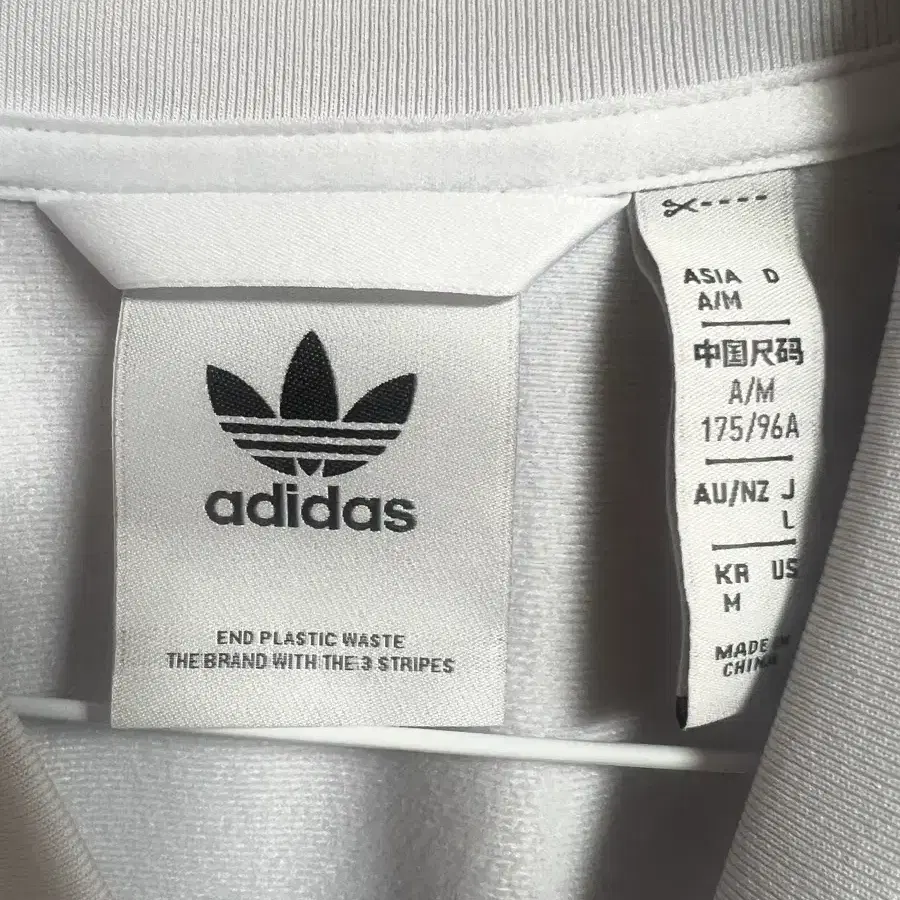 adidas
END PLASTIC WASTE
THE BRAND WITH THE 3 STRIPES
ASIA D
A/M
中国尺码
A/M
175/96A
AU/NZ J
L
KR US
M
MADE IN
CHINA